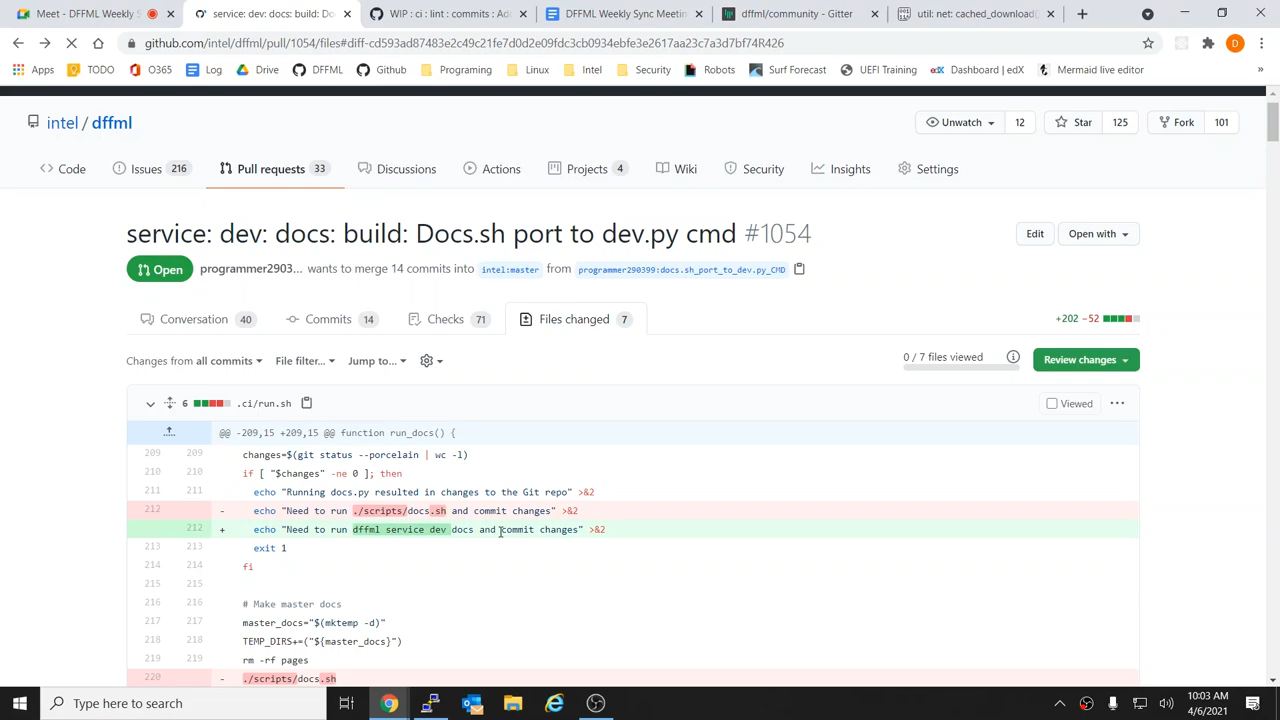 Meet - DFFML Weekly S
service: dev: docs: build: Do
WIP : ci : lint : commits : Ad
DFFML Weekly Sync Meeting
dffml/community - Gitter
util: net: cached_download(
github.com/intel/dffml/pull/1054/files#diff-cd593ad87483e2c49c21fe7d0d2e09fdc3cb0934ebfe3e2617aa23c7a3d7bf74R426
D
Apps
TODO
O365
Log
Drive
DFFML
Github
Programing
Linux
Intel
Security
Robots
Surf Forecast
UEFI Training
Dashboard | edX
Mermaid live editor
»
intel / dffml
Unwatch 12
Star 125
Fork 101
Code
Issues 216
Pull requests 33
Discussions
Actions
Projects 4
Wiki
Security
Insights
Settings
service: dev: docs: build: Docs.sh port to dev.py cmd #1054
Edit
Open with
Open
programmer2903... wants to merge 14 commits into intel:master from programmer290399:docs.sh_port_to_dev.py_CMD
Conversation 40
Commits 14
Checks 71
Files changed 7
+202 −52
Changes from all commits
File filter...
Jump to...
0 / 7 files viewed
Review changes
6 .ci/run.sh
Viewed
@@ -209,15 +209,15 @@ function run_docs() {
209 209 changes=$(git status --porcelain | wc -l)
210 210 if [ "$changes" -ne 0 ]; then
211 211 echo "Running docs.py resulted in changes to the Git repo" >&2
212 - echo "Need to run ./scripts/docs.sh and commit changes" >&2
212 + echo "Need to run dffml service dev docs and commit changes" >&2
213 213 exit 1
214 214 fi
215 215
216 216 # Make master docs
217 217 master_docs="$(mktemp -d)"
218 218 TEMP_DIRS+=("${master_docs}")
219 219 rm -rf pages
220 - ./scripts/docs.sh
Type here to search
10:03 AM
4/6/2021